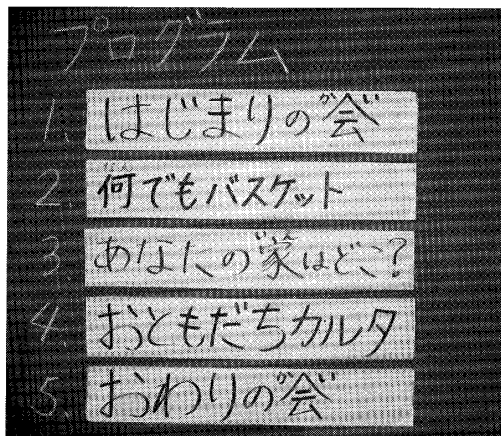 プログラム
1. はじまりの会
2. 何でもバスケット
3. あなたの家はどこ?
4. おともだちカルタ
5. おわりの会